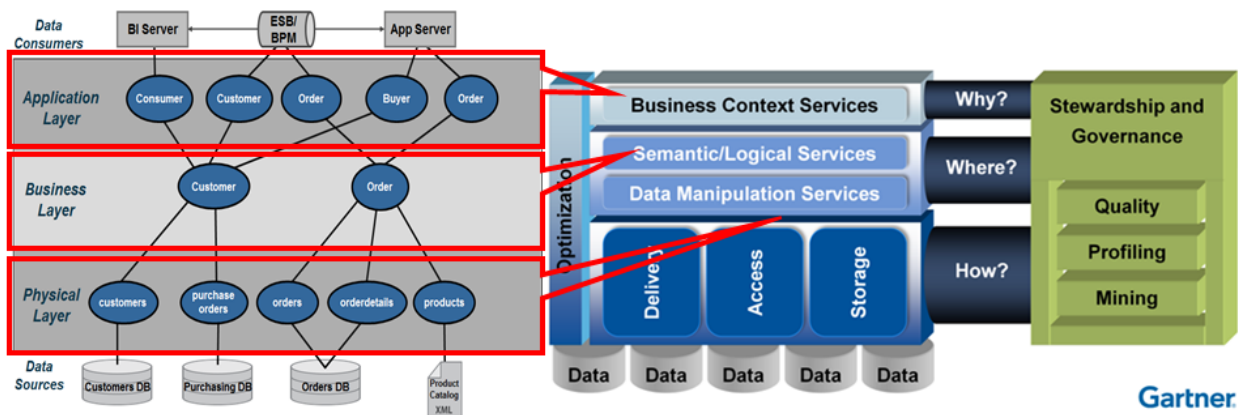 Data
Consumers
BI Server
ESB/
BPM
App Server
Application
Layer
Consumer
Customer
Order
Buyer
Order
Business
Layer
Customer
Order
Physical
Layer
customers
purchase
orders
orders
orderdetails
products
Data
Sources
Customers DB
Purchasing DB
Orders DB
Product
Catalog
XML
Optimization
Business Context Services
Semantic/Logical Services
Data Manipulation Services
Delivery
Access
Storage
Data
Data
Data
Data
Data
Why?
Where?
How?
Stewardship and
Governance
Quality
Profiling
Mining
Gartner